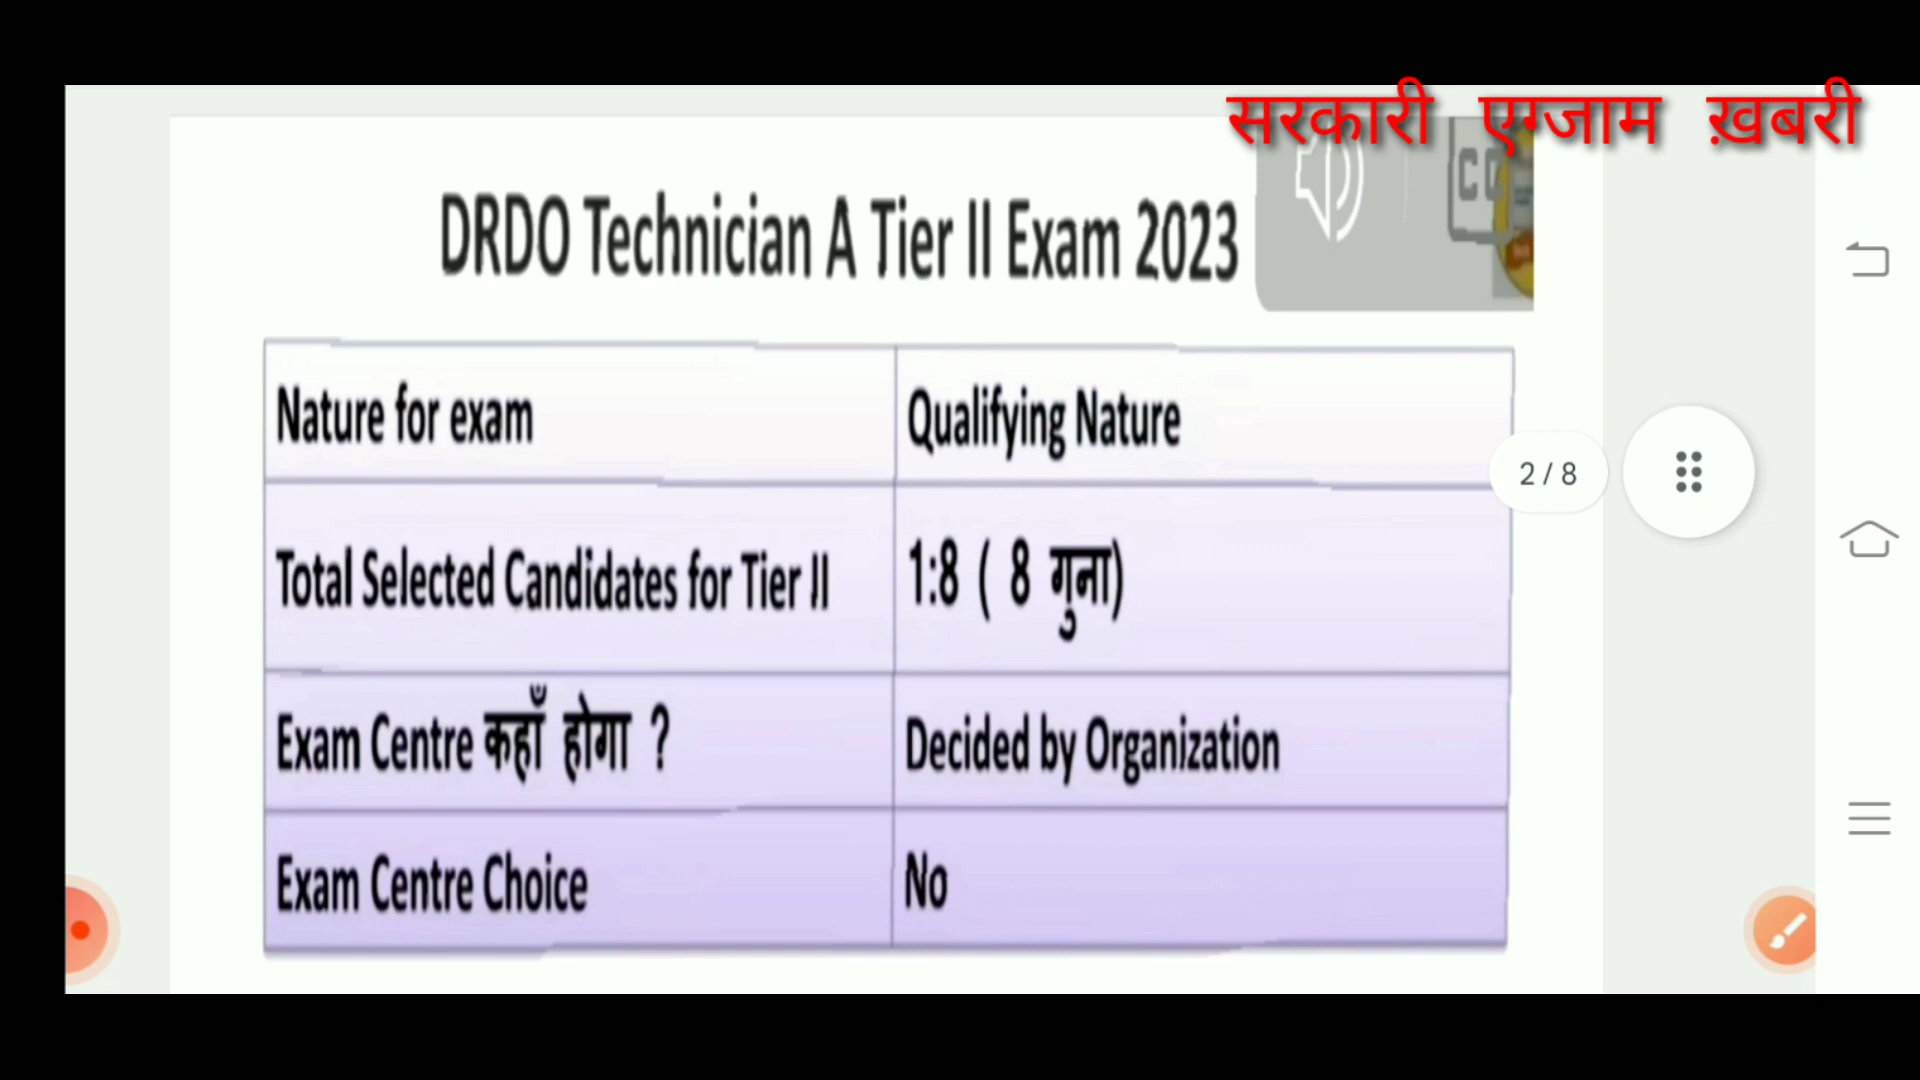 सरकारी एग्जाम ख़बरी
CC
DRDO Technician A Tier II Exam 2023
Nature for exam
Qualifying Nature
2 / 8
Total Selected Candidates for Tier II
1:8 ( 8 गुना)
Exam Centre कहाँ होगा ?
Decided by Organization
Exam Centre Choice
No